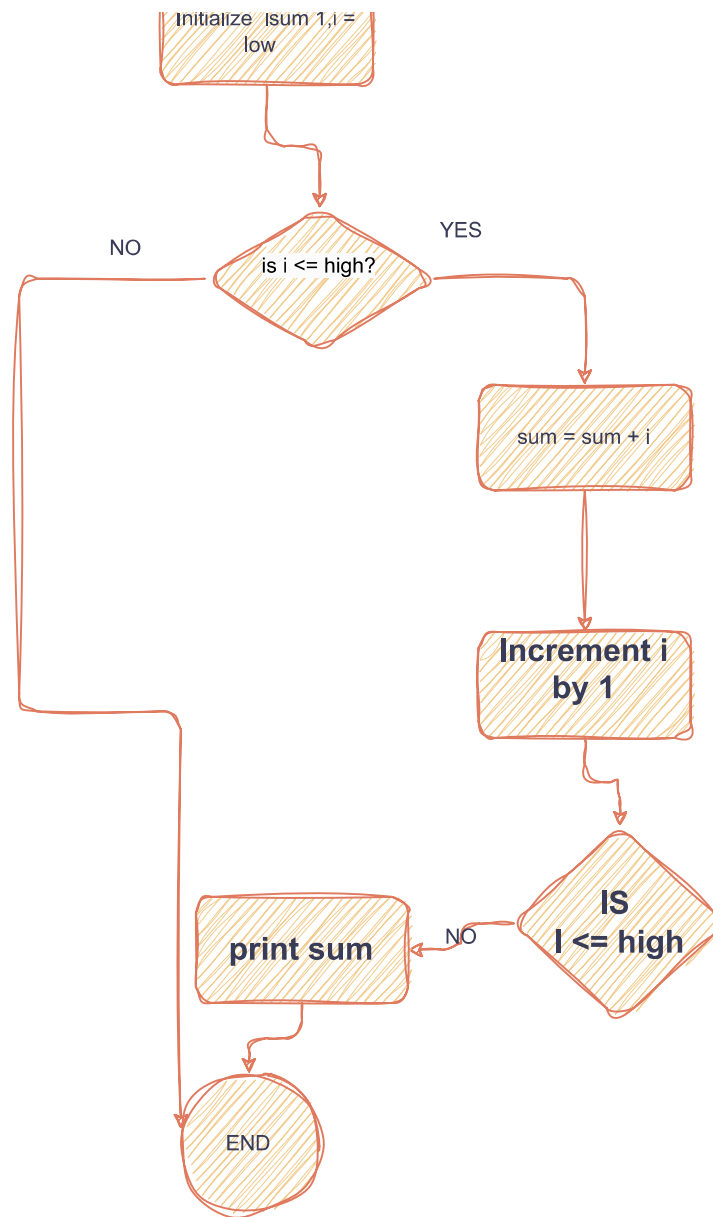 Initialize Isum 1,i =
low
NO
YES
is i <= high?
sum = sum + i
Increment i
by 1
IS
I <= high
NO
print sum
END